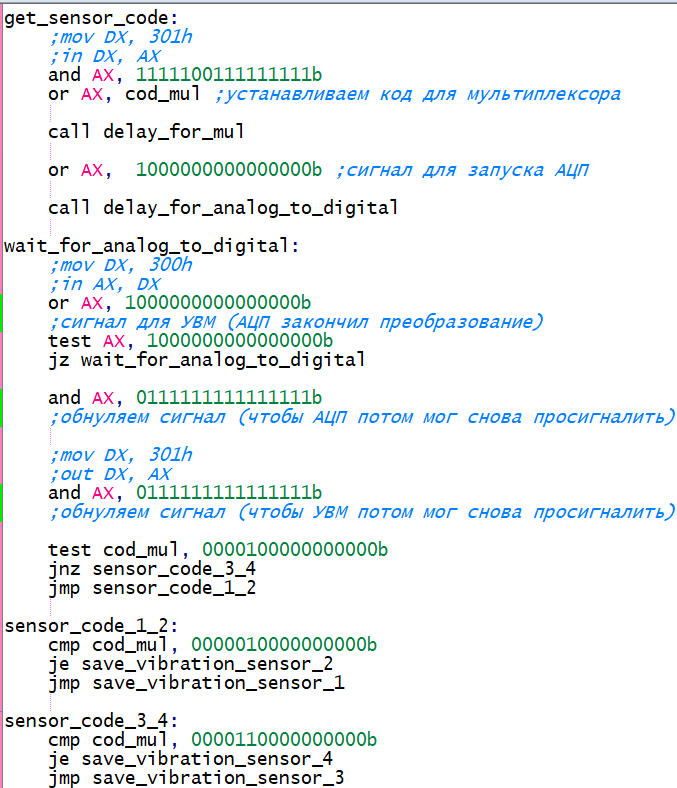 get_sensor_code:
;mov DX, 301h
;in DX, AX
and AX, 1111100111111111b
or AX, cod_mul ;устанавливаем код для мультиплексора
call delay_for_mul
or AX, 1000000000000000b ;сигнал для запуска АЦП
call delay_for_analog_to_digital
wait_for_analog_to_digital:
;mov DX, 300h
;in AX, DX
or AX, 1000000000000000b
;сигнал для УВМ (АЦП закончил преобразование)
test AX, 1000000000000000b
jz wait_for_analog_to_digital
and AX, 0111111111111111b
;обнуляем сигнал (чтобы АЦП потом мог снова просигналить)
;mov DX, 301h
;out DX, AX
and AX, 0111111111111111b
;обнуляем сигнал (чтобы УВМ потом мог снова просигналить)
test cod_mul, 0000100000000000b
jnz sensor_code_3_4
jmp sensor_code_1_2
sensor_code_1_2:
cmp cod_mul, 0000010000000000b
je save_vibration_sensor_2
jmp save_vibration_sensor_1
sensor_code_3_4:
cmp cod_mul, 0000110000000000b
je save_vibration_sensor_4
jmp save_vibration_sensor_3